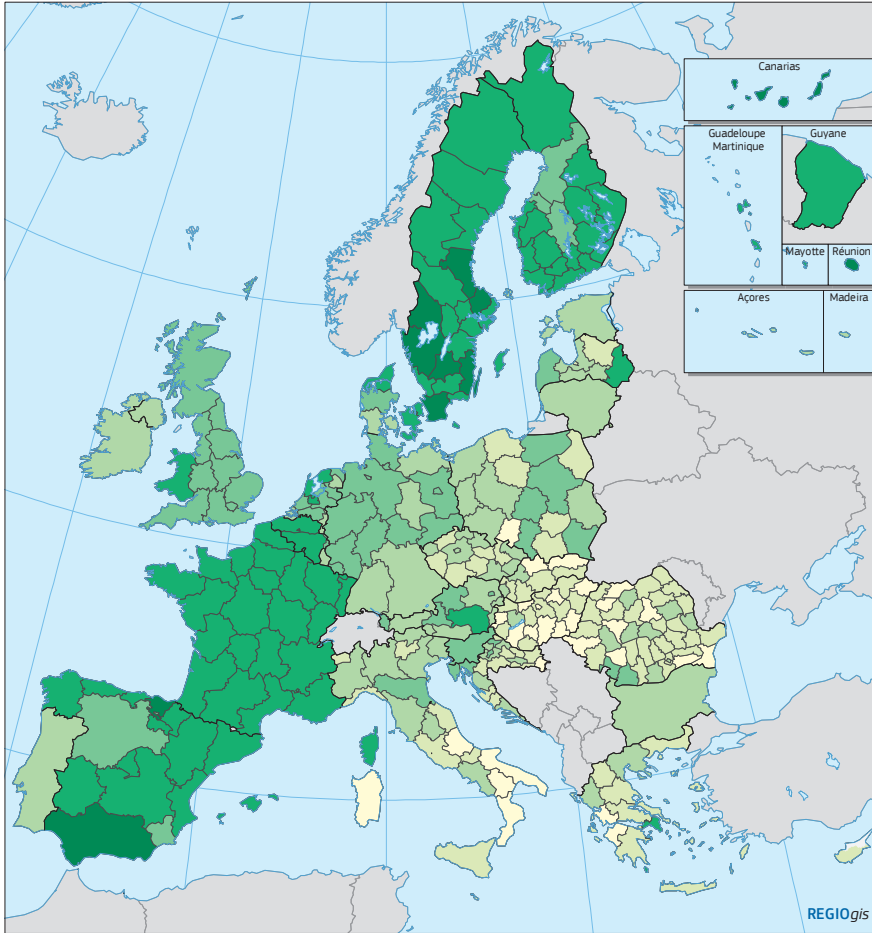 Canarias
Guadeloupe
Martinique
Guyane
Mayotte
Réunion
Açores
Madeira
REGIOgis